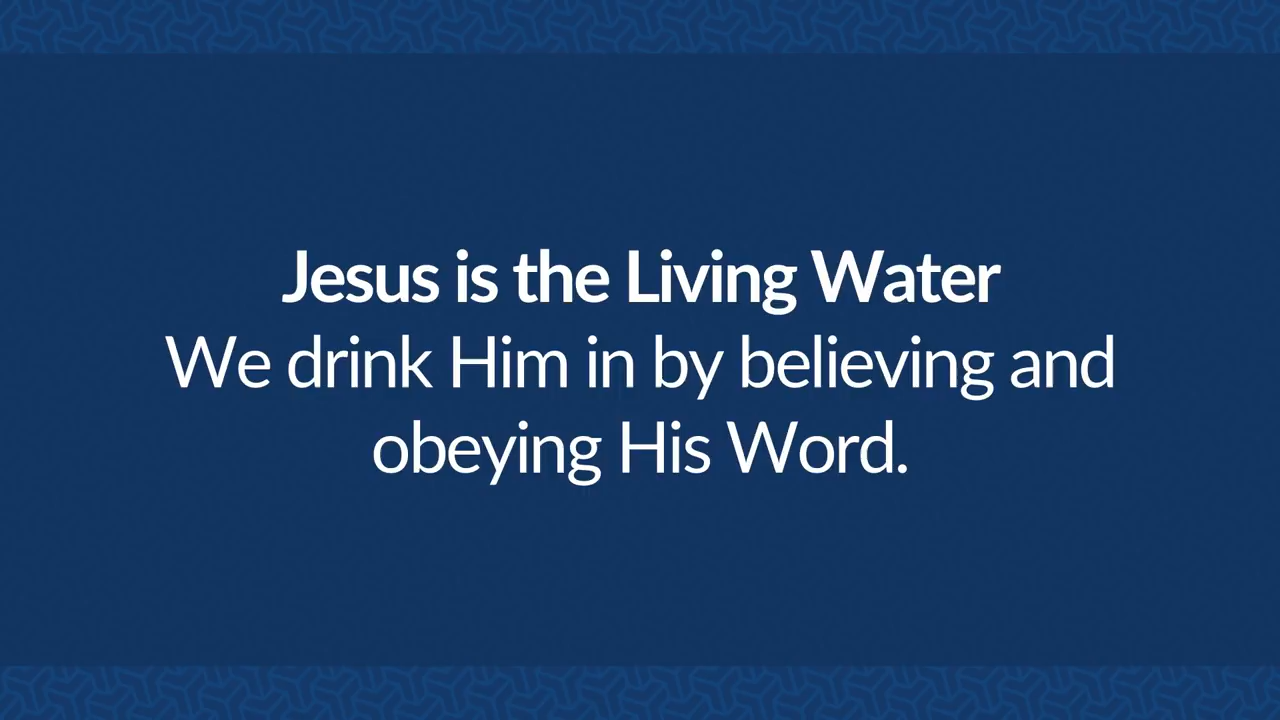 Jesus is the Living Water
We drink Him in by believing and
obeying His Word.